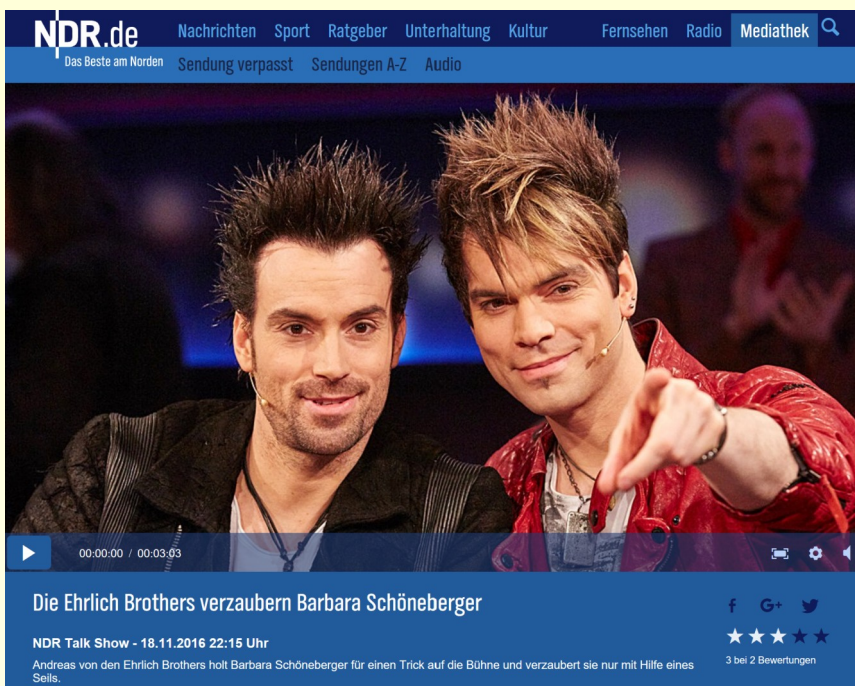 NDR.de Nachrichten Sport Ratgeber Unterhaltung Kultur Fernsehen Radio Mediathek
Das Beste am Norden Sendung verpasst Sendungen A-Z Audio
00:00:00 / 00:03:03
Die Ehrlich Brothers verzaubern Barbara Schöneberger
f G+
NDR Talk Show - 18.11.2016 22:15 Uhr
3 bei 2 Bewertungen
Andreas von den Ehrlich Brothers holt Barbara Schöneberger für einen Trick auf die Bühne und verzaubert sie nur mit Hilfe eines
Seils.